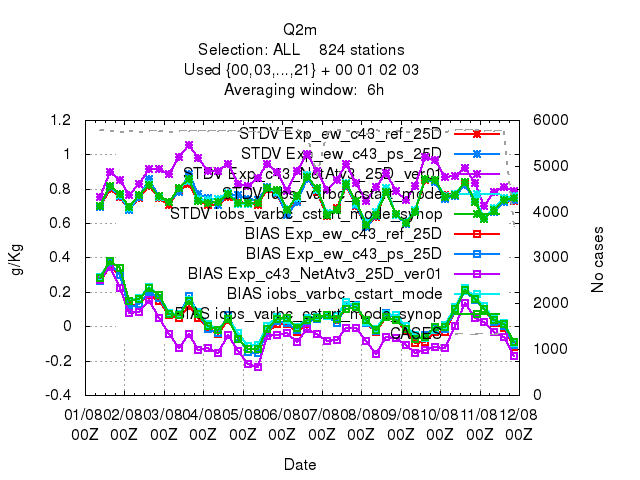 Q2m
Selection: ALL 824 stations
Used {00,03,...,21} + 00 01 02 03
Averaging window: 6h
1.2
1
0.8
0.6
0.4
0.2
0
-0.2
-0.4
g/Kg
6000
5000
4000
3000
2000
1000
0
No cases
STDV Exp_ew_c43_ref_25D
STDV Exp_ew_c43_ps_25D
STDV Exp_c43_NetAtv3_25D_ver01
STDV iobs_varbc_cstart_mode
STDV iobs_varbc_cstart_mode_synop
BIAS Exp_ew_c43_ref_25D
BIAS Exp_ew_c43_ps_25D
BIAS Exp_c43_NetAtv3_25D_ver01
BIAS iobs_varbc_cstart_mode
BIAS iobs_varbc_cstart_mode_synop
CASES
01/08 02/08 03/08 04/08 05/08 06/08 07/08 08/08 09/08 10/08 11/08 12/08
00Z 00Z 00Z 00Z 00Z 00Z 00Z 00Z 00Z 00Z 00Z 00Z
Date